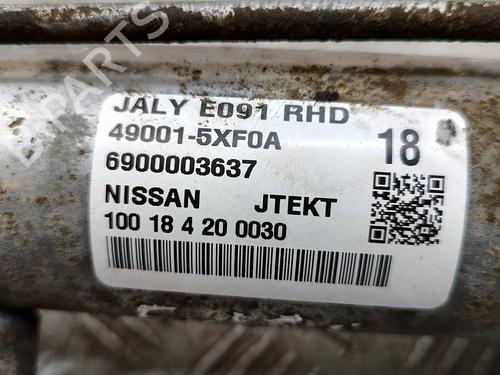 JALY E091 RHD
49001-5XF0A 18
6900003637
NISSAN JTEKT
100 18 4 20 0030